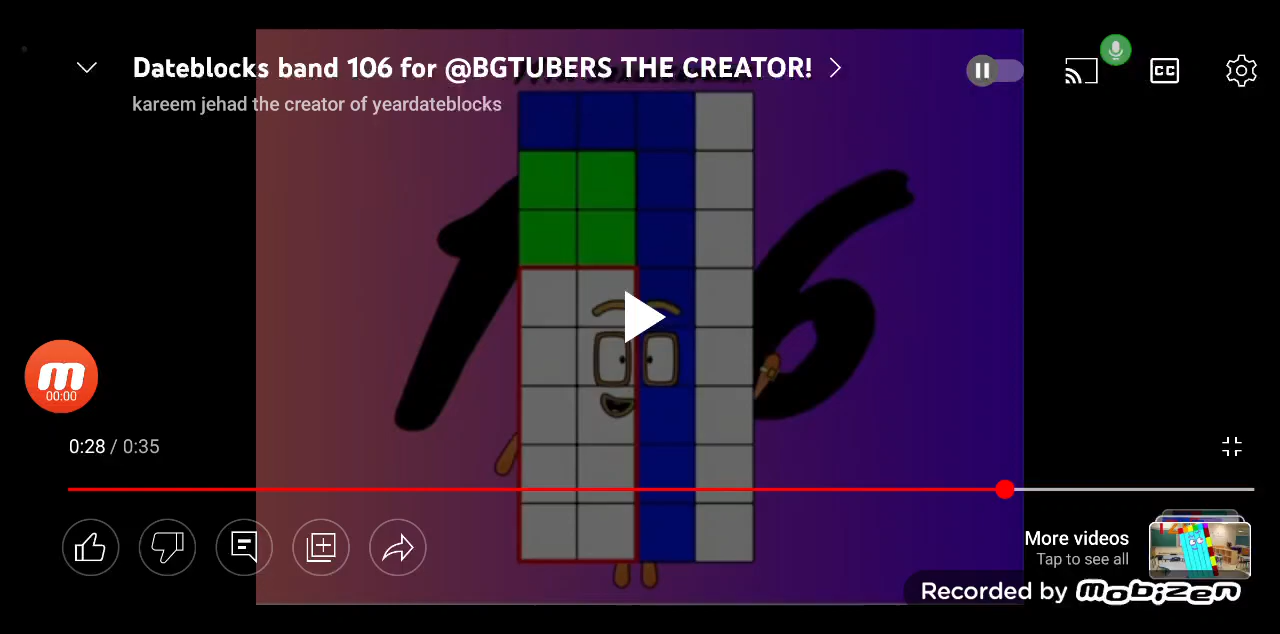 Dateblocks band 106 for @BGTUBERS THE CREATOR!
kareem jehad the creator of yeardateblocks
CC
m
00:00
0:28 / 0:35
More videos
Tap to see all
Recorded by mobizen